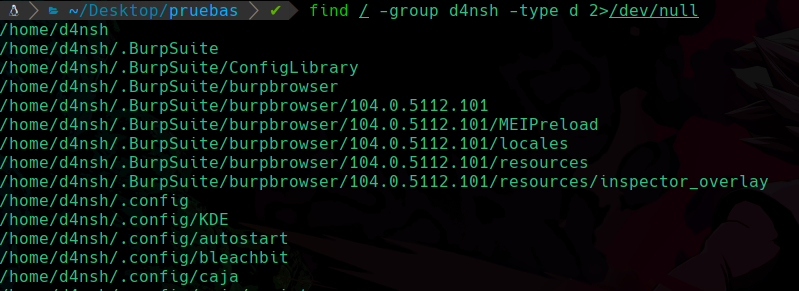 ~/Desktop/pruebas ✔ find / -group d4nsh -type d 2>/dev/null
/home/d4nsh
/home/d4nsh/.BurpSuite
/home/d4nsh/.BurpSuite/ConfigLibrary
/home/d4nsh/.BurpSuite/burpbrowser
/home/d4nsh/.BurpSuite/burpbrowser/104.0.5112.101
/home/d4nsh/.BurpSuite/burpbrowser/104.0.5112.101/MEIPreload
/home/d4nsh/.BurpSuite/burpbrowser/104.0.5112.101/locales
/home/d4nsh/.BurpSuite/burpbrowser/104.0.5112.101/resources
/home/d4nsh/.BurpSuite/burpbrowser/104.0.5112.101/resources/inspector_overlay
/home/d4nsh/.config
/home/d4nsh/.config/KDE
/home/d4nsh/.config/autostart
/home/d4nsh/.config/bleachbit
/home/d4nsh/.config/caja